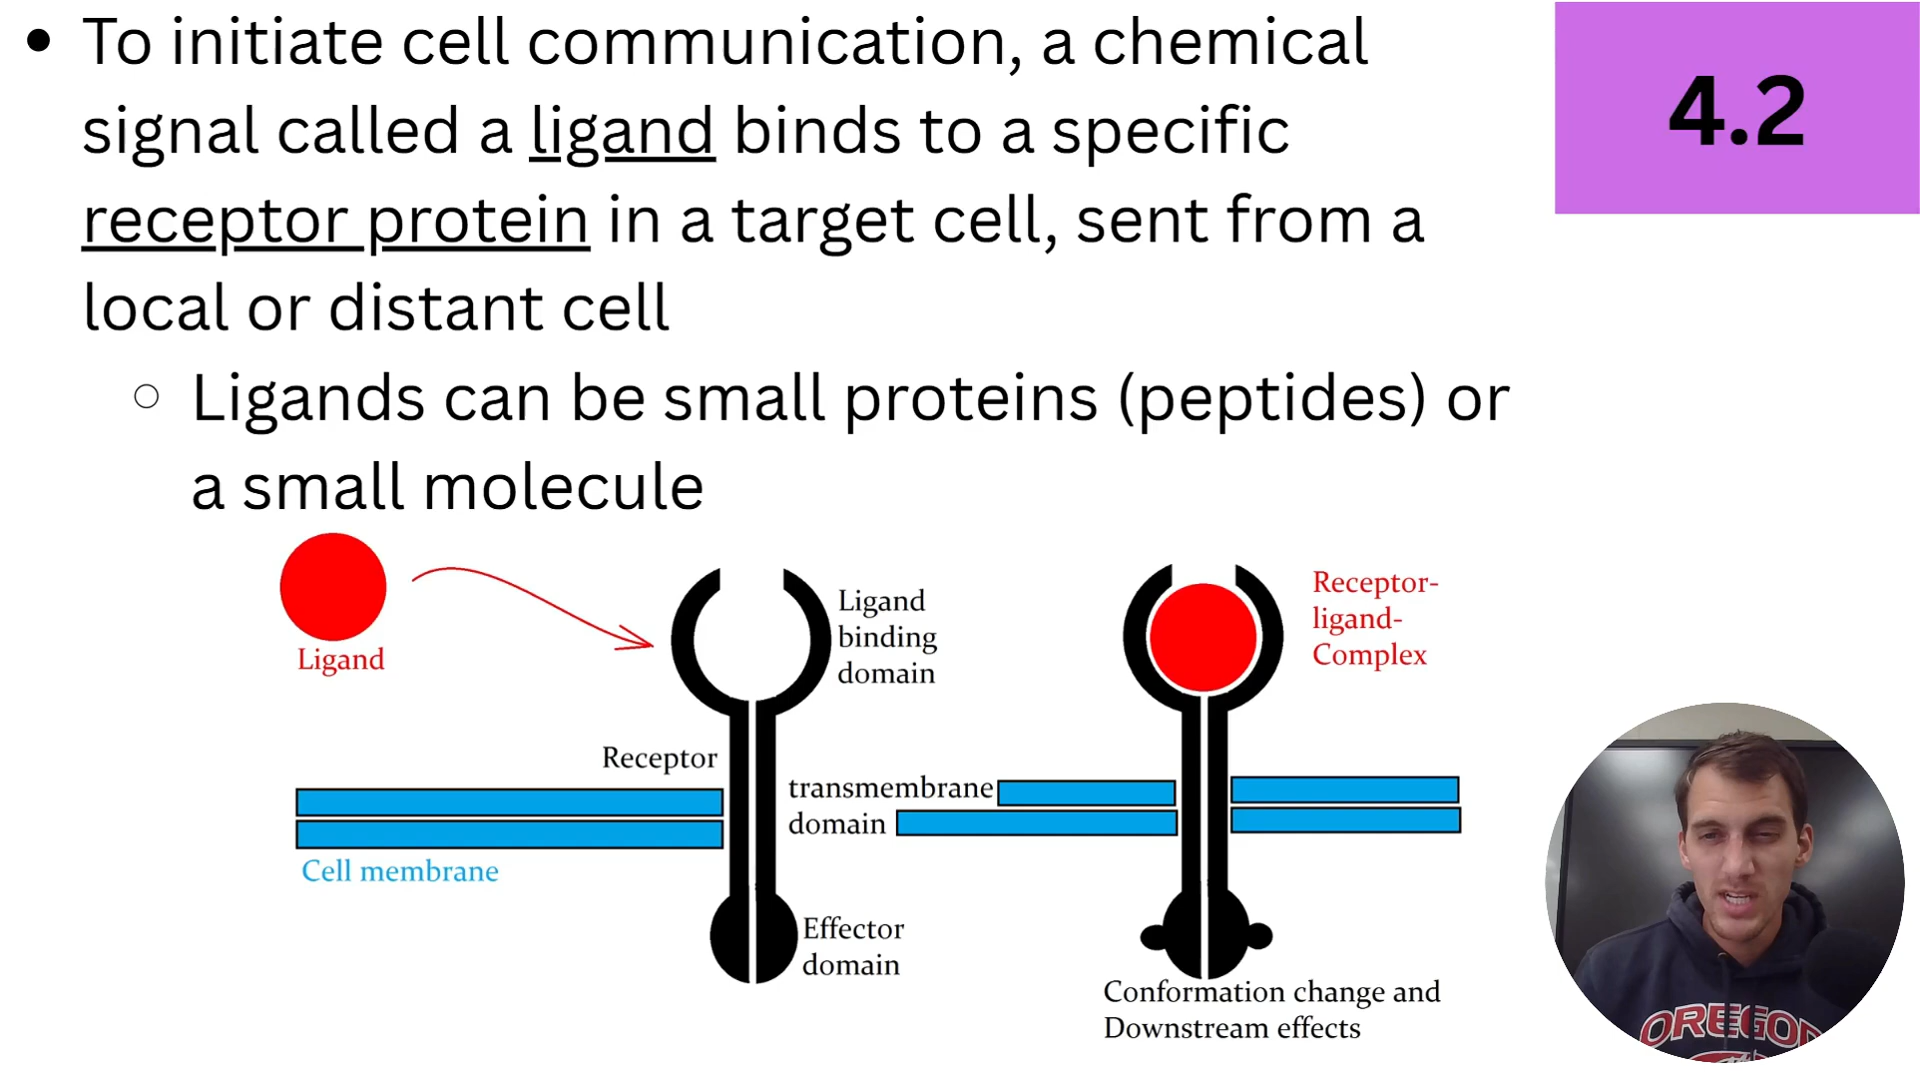 To initiate cell communication, a chemical
signal called a ligand binds to a specific
receptor protein in a target cell, sent from a
local or distant cell
Ligands can be small proteins (peptides) or
a small molecule
4.2
Ligand
Ligand
binding
domain
Receptor-
ligand-
Complex
Receptor
transmembrane
domain
Cell membrane
Effector
domain
Conformation change and
Downstream effects
OREGON